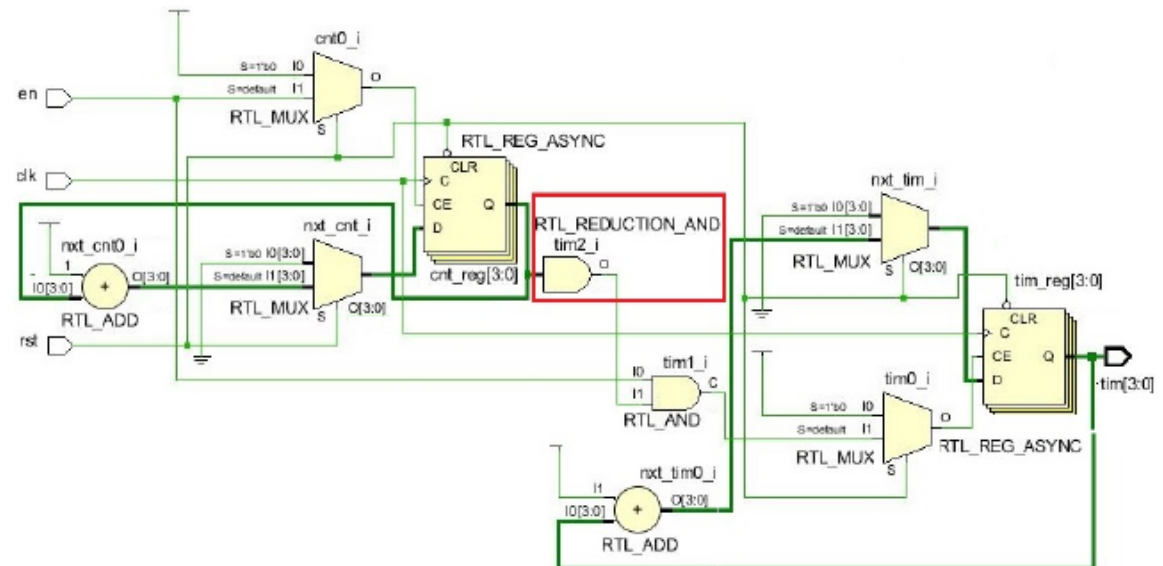 cnt0_i
S=1'b0 I0
O
S=default I1
en
RTL_MUX
S
RTL_REG_ASYNC
CLR
clk
C
CE
Q
D
cnt_reg[3:0]
RTL_REDUCTION_AND
tim2_i
O
nxt_tim_i
S=1'b0 I0[3:0]
S=default I1[3:0]
RTL_MUX
S
O[3:0]
nxt_cnt0_i
1
O[3:0]
I0[3:0]
+
RTL_ADD
nxt_cnt_i
S=1'b0 I0[3:0]
S=default I1[3:0]
RTL_MUX
S
O[3:0]
rst
tim_reg[3:0]
CLR
C
CE
Q
D
tim[3:0]
RTL_REG_ASYNC
tim1_i
I0
I1
C
RTL_AND
tim0_i
S=1'b0 I0
O
S=default I1
RTL_MUX
S
nxt_tim0_i
I1
O[3:0]
I0[3:0]
+
RTL_ADD